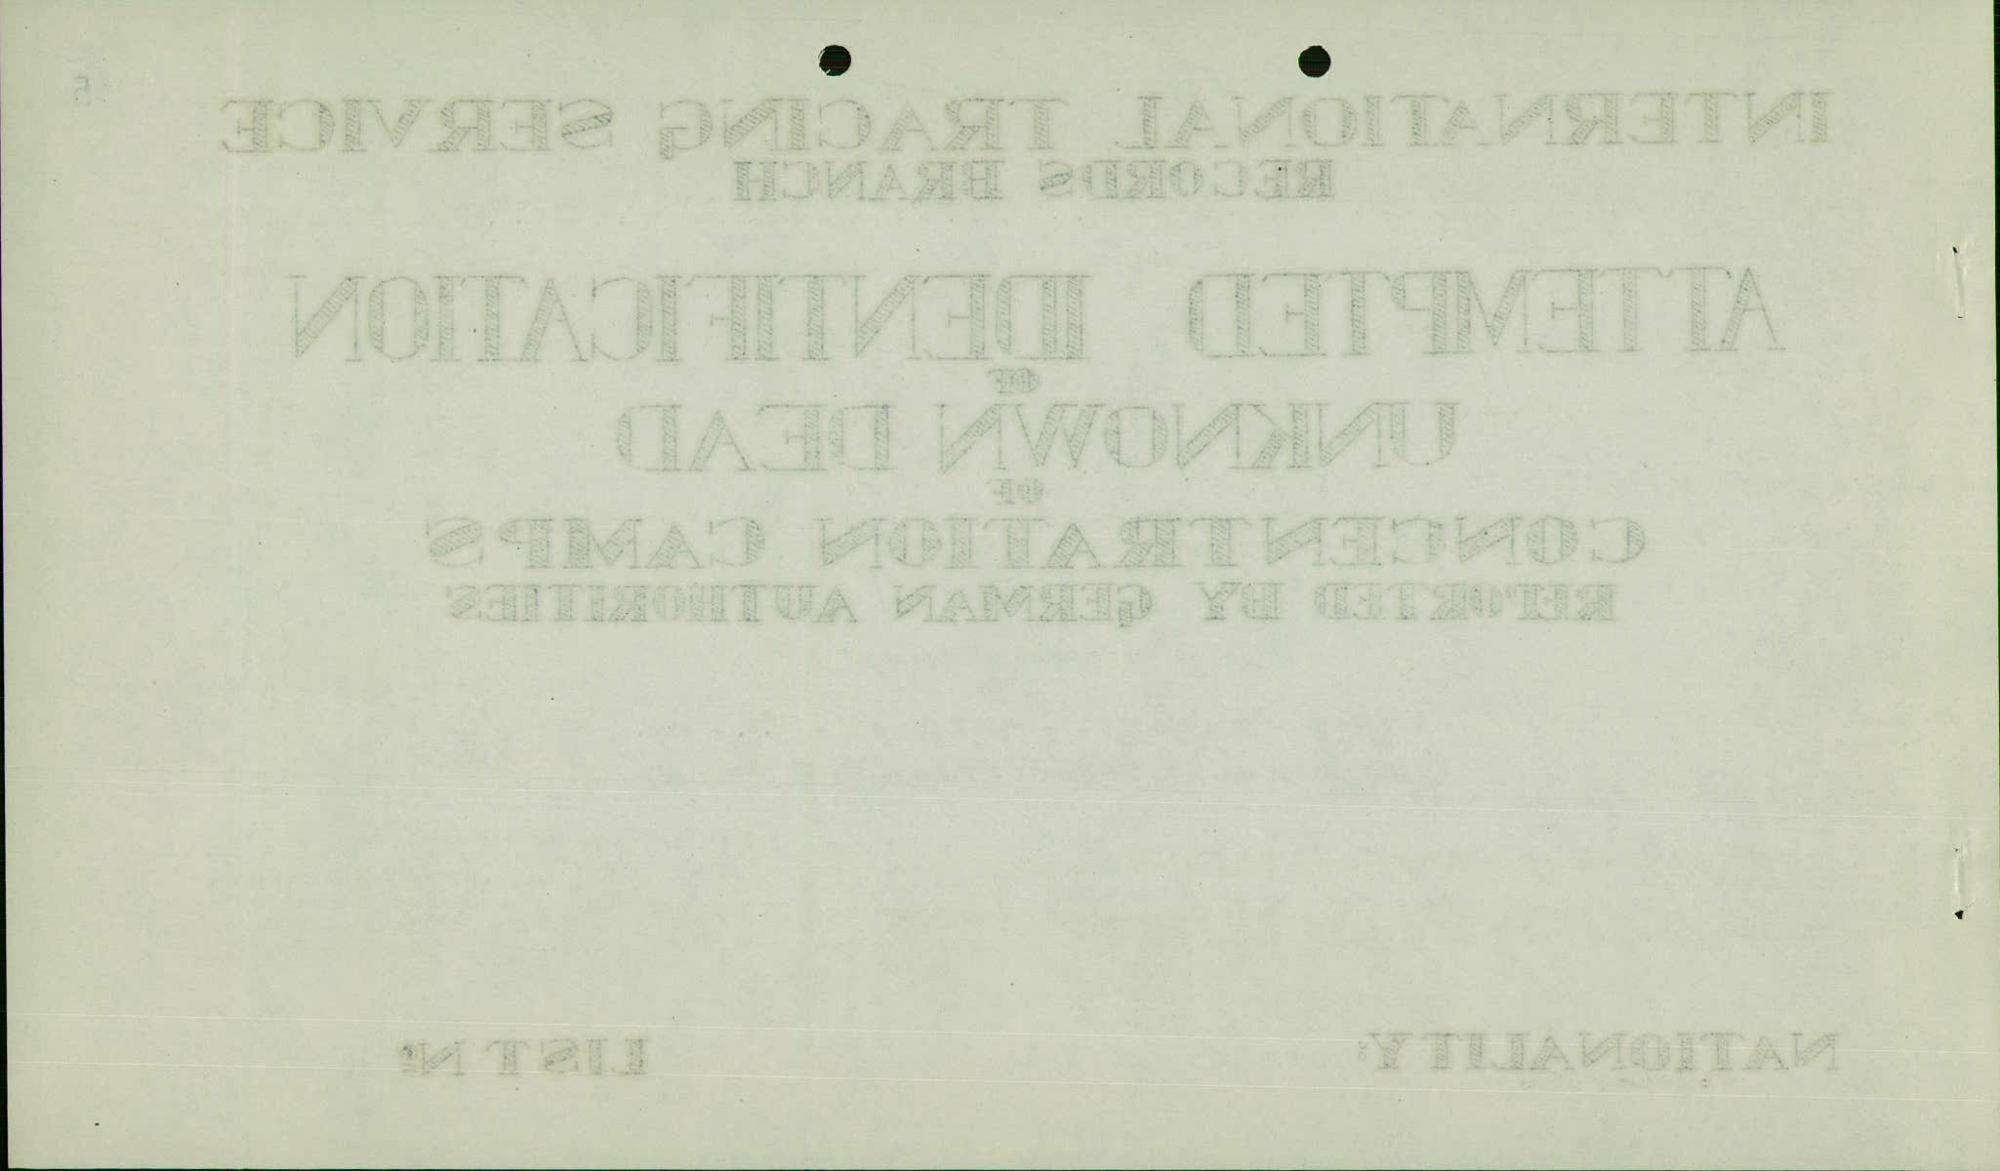 5
INTERNATIONAL TRACING SERVICE
RECORDS BRANCH
ATTEMPTED IDENTIFICATION
OF
UNKNOWN DEAD
OF
CONCENTRATION CAMPS
REPORTED BY GERMAN AUTHORITIES
NATIONALITY: LIST Nº